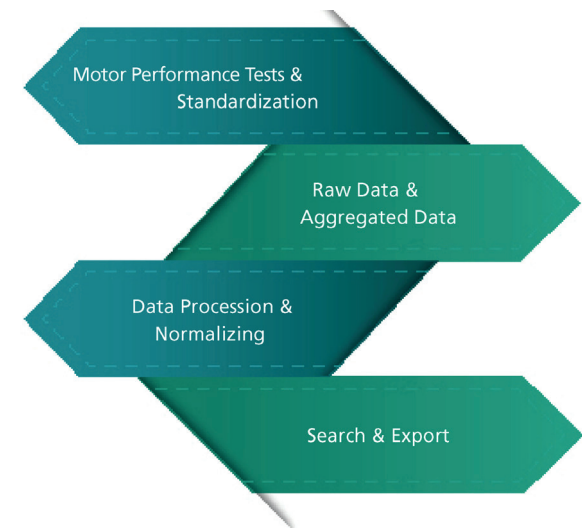 Motor Performance Tests &
Standardization
Raw Data &
Aggregated Data
Data Procession &
Normalizing
Search & Export